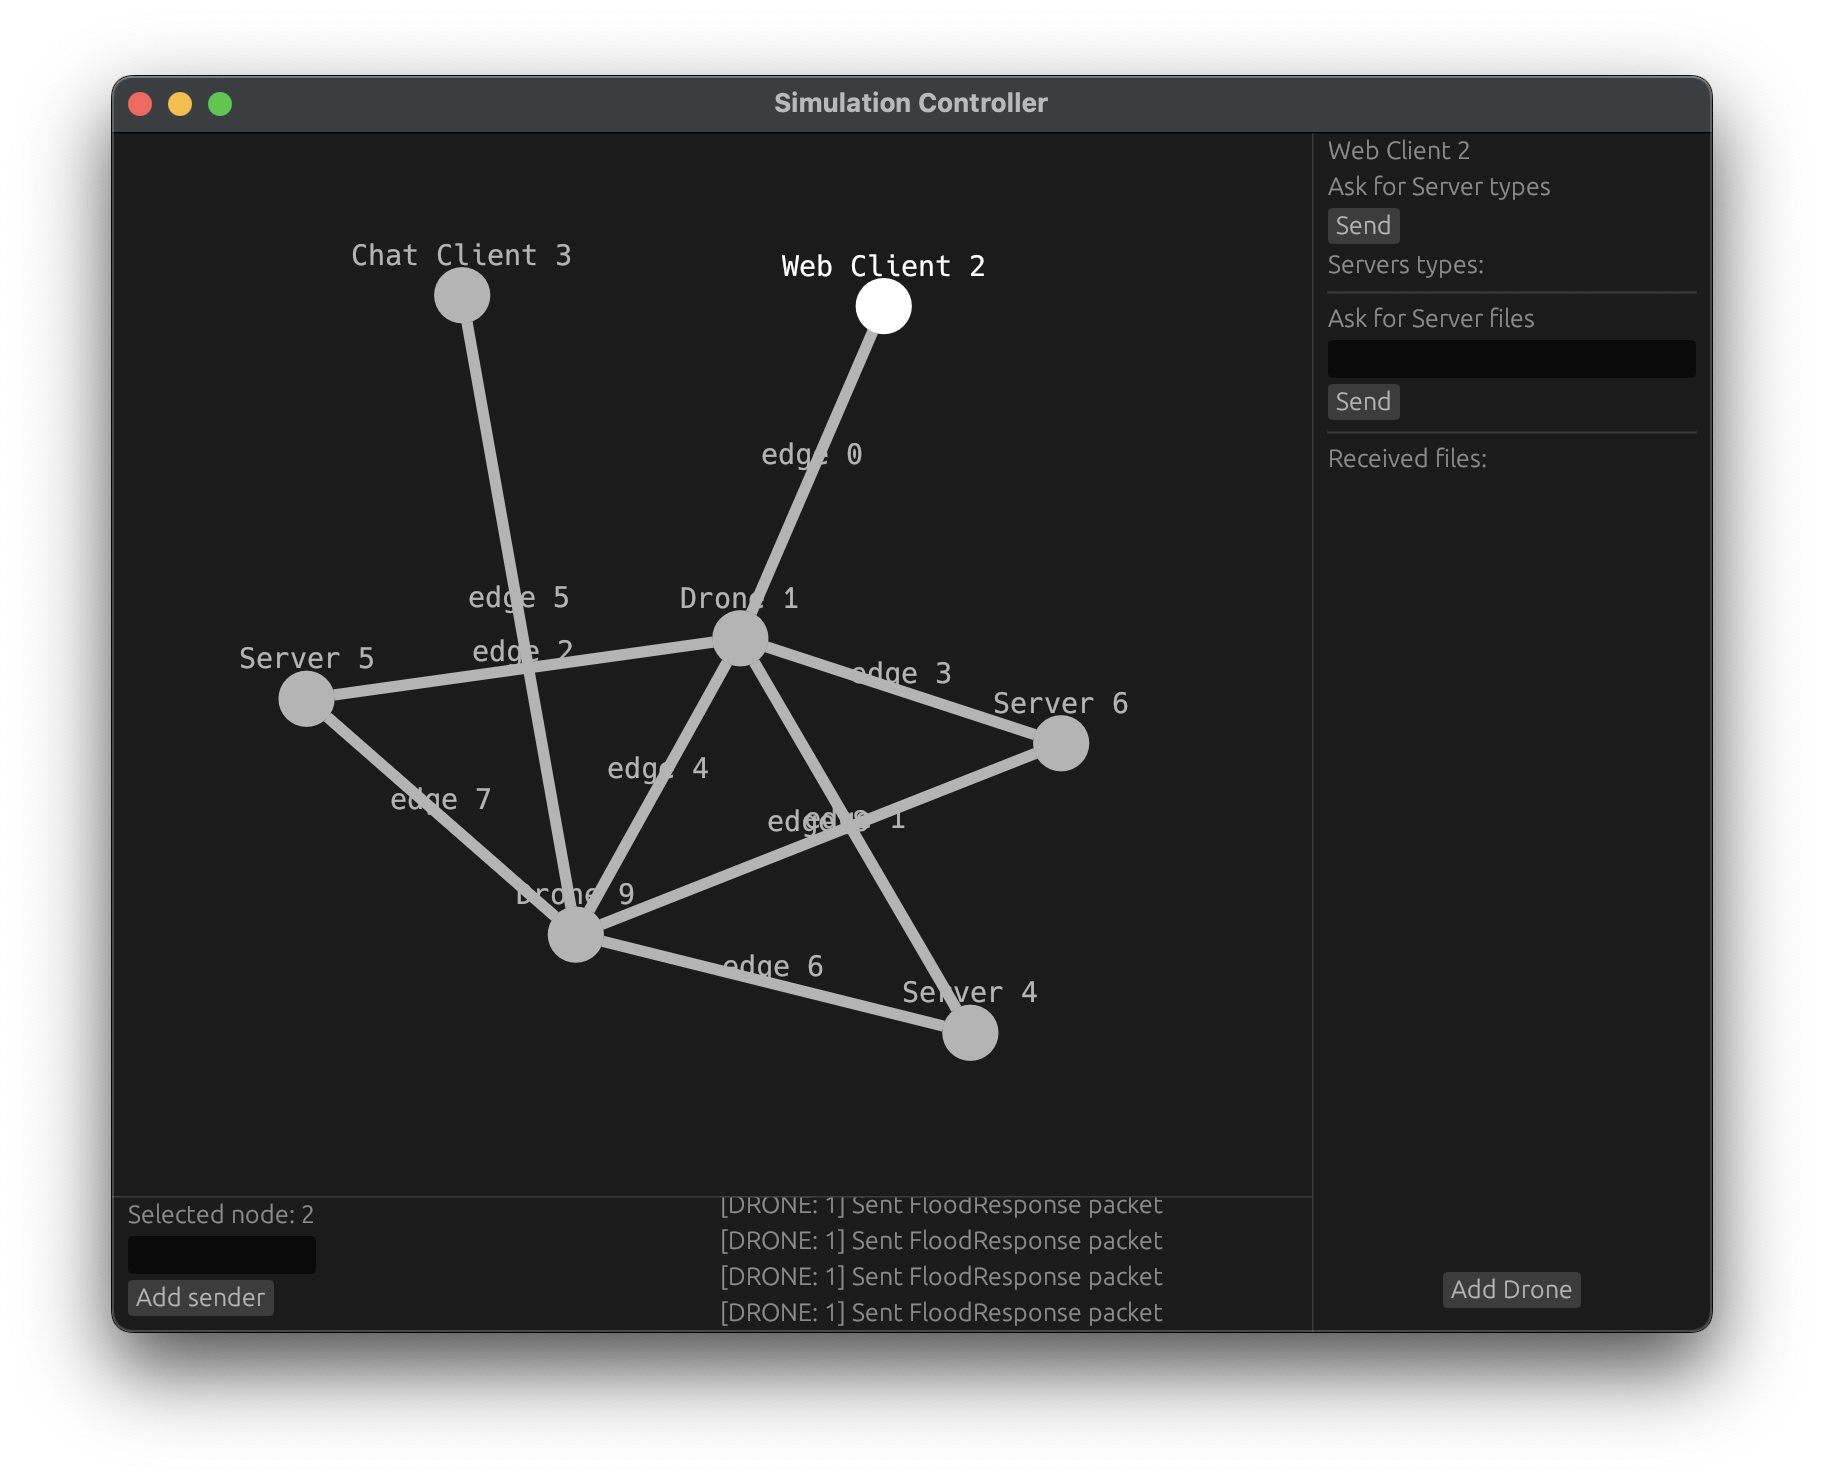 Simulation Controller
Chat Client 3
Web Client 2
edge 0
edge 5
Drone 1
edge 2
Server 5
edge 3
Server 6
edge 4
edge 7
edge
edge 1
Drone 9
edge 6
Server 4
Selected node: 2
Add sender
[DRONE: 1] Sent FloodResponse packet
[DRONE: 1] Sent FloodResponse packet
[DRONE: 1] Sent FloodResponse packet
[DRONE: 1] Sent FloodResponse packet
Web Client 2
Ask for Server types
Send
Servers types:
Ask for Server files
Send
Received files:
Add Drone